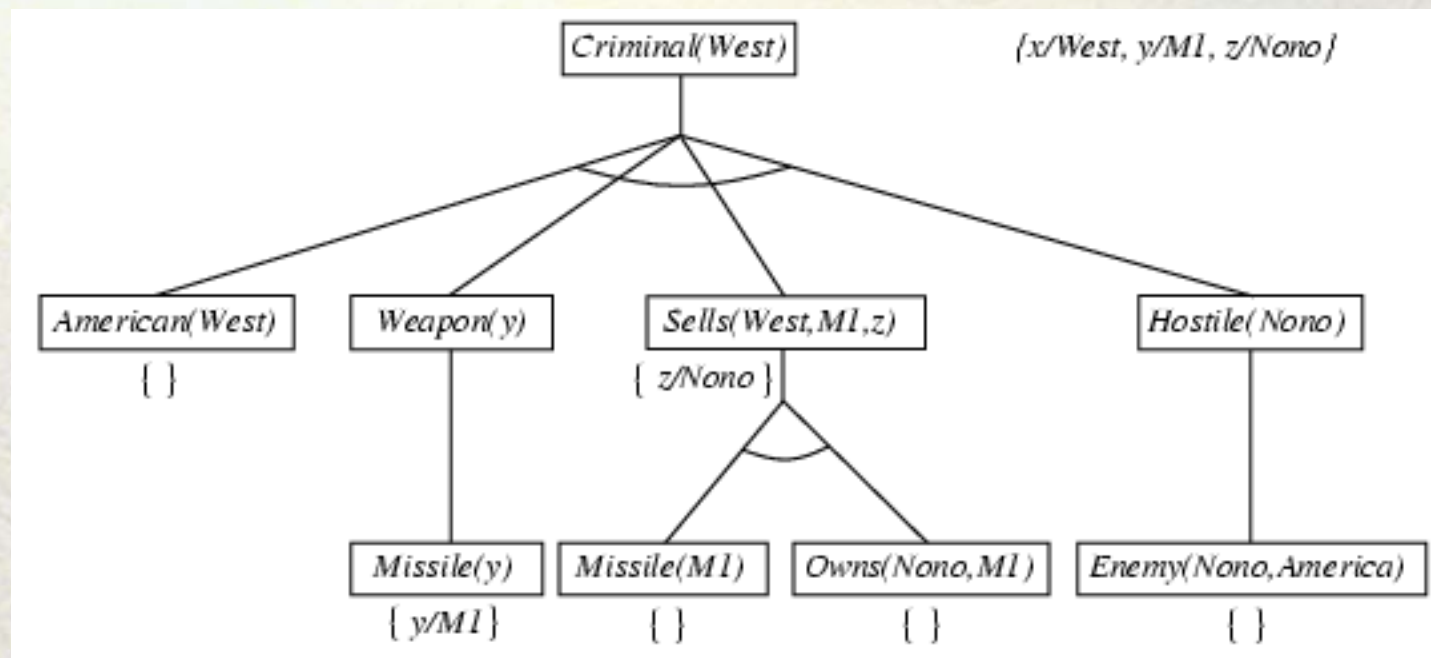 Criminal(West)
{x/West, y/M1, z/Nono}
American(West)
Weapon(y)
Sells(West,M1,z)
Hostile(Nono)
{ }
{ z/Nono }
Missile(y)
Missile(M1)
Owns(Nono,M1)
Enemy(Nono,America)
{ y/M1 }
{ }
{ }
{ }